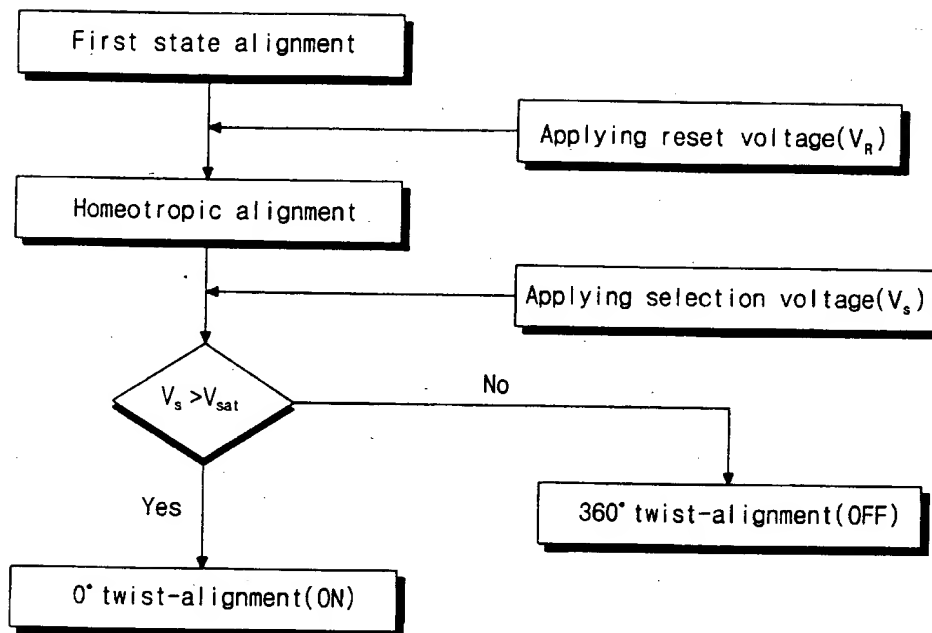 First state alignment
Applying reset voltage(V_R)
Homeotropic alignment
Applying selection voltage(V_s)
V_s >V_sat
No
Yes
360° twist-alignment(OFF)
0° twist-alignment(ON)